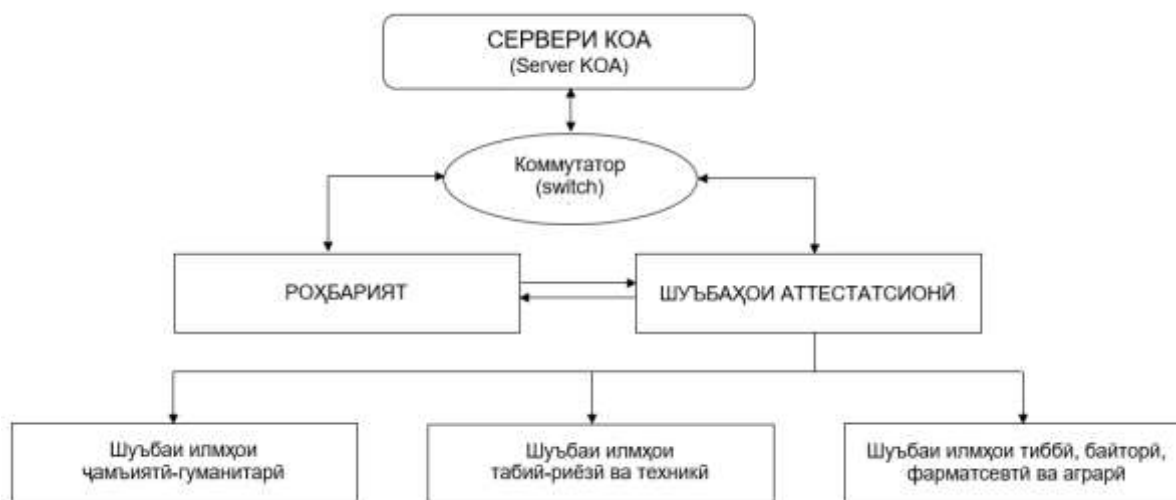 СЕРВЕРИ КОА
(Server KOA)
Коммутатор
(switch)
РОҲБАРИЯТ
ШУЪБАҲОИ АТТЕСТАТСИОНӢ
Шуъбаи илмҳои
ҷамъиятӣ-гуманитарӣ
Шуъбаи илмҳои
табиӣ-риёзӣ ва техникӣ
Шуъбаи илмҳои тиббӣ, байторӣ,
фарматсевтӣ ва аграрӣ